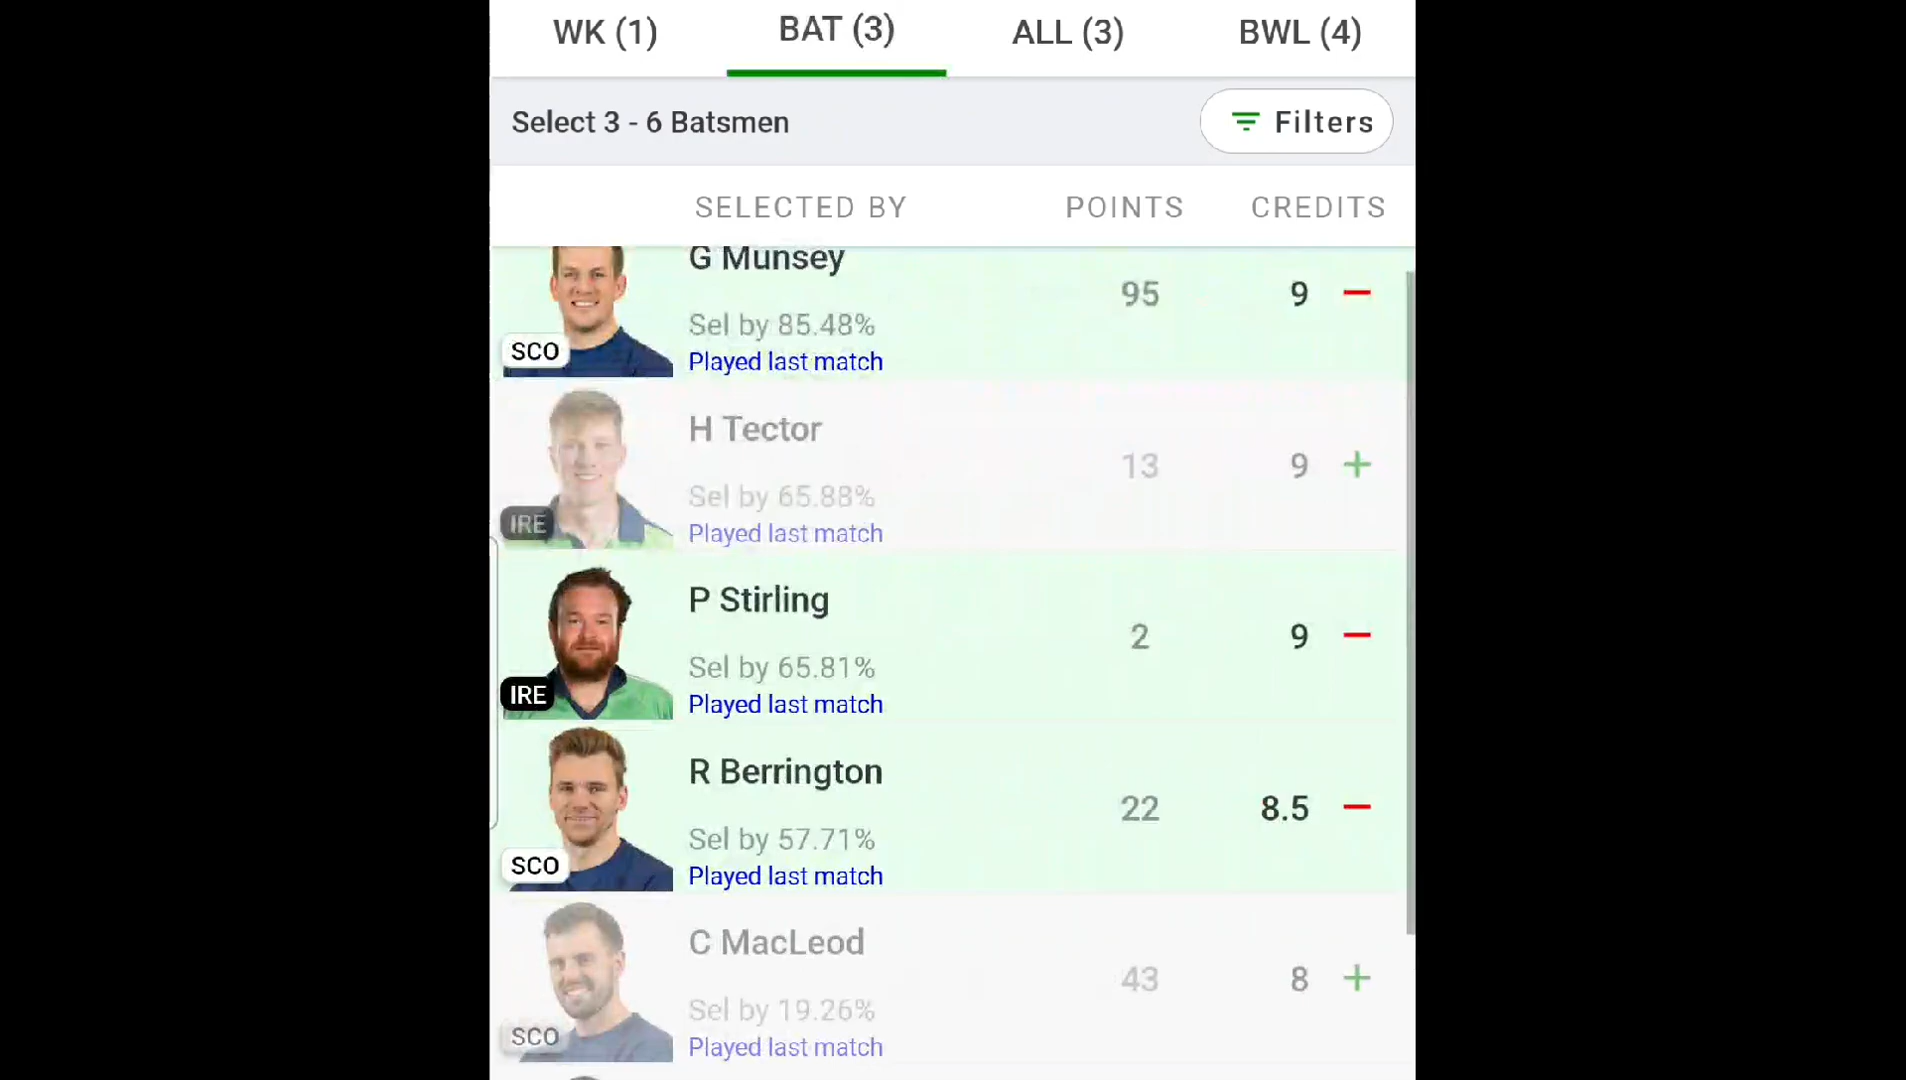 WK (1) BAT (3) ALL (3) BWL (4)
Select 3 - 6 Batsmen Filters
SELECTED BY POINTS CREDITS
G Munsey
95 9
Sel by 85.48%
SCO
Played last match
H Tector
13 9
Sel by 65.88%
IRE
Played last match
P Stirling
2 9
Sel by 65.81%
IRE
Played last match
R Berrington
22 8.5
Sel by 57.71%
SCO
Played last match
C MacLeod
43 8
Sel by 19.26%
SCO
Played last match